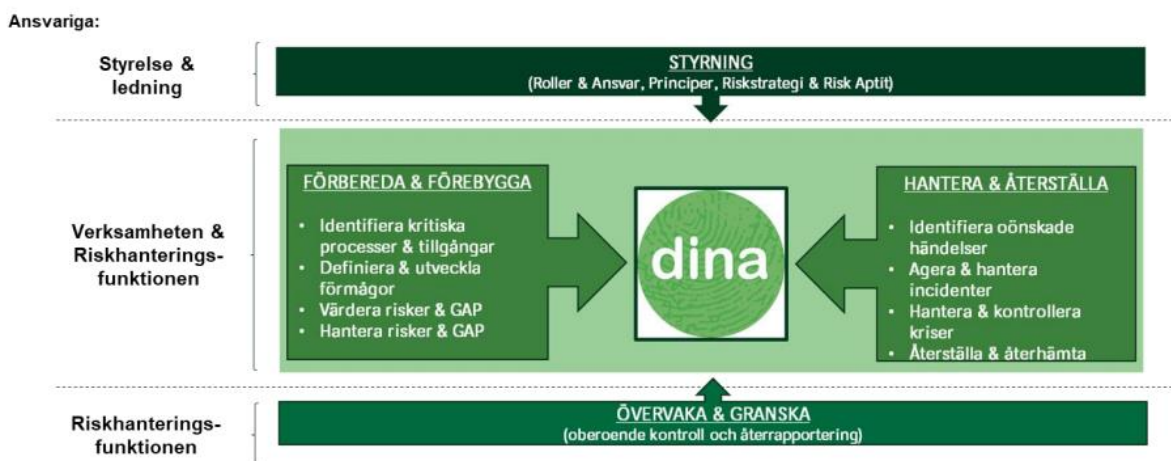 Ansvariga:
Styrelse &
ledning
STYRNING
(Roller & Ansvar, Principer, Riskstrategi & Risk Aptit)
Verksamheten &
Riskhanterings-
funktionen
FÖRBEREDA & FÖREBYGGA
• Identifiera kritiska
processer & tillgångar
• Definiera & utveckla
förmågor
• Värdera risker & GAP
• Hantera risker & GAP
dina
HANTERA & ÅTERSTÄLLA
• Identifiera oönskade
händelser
• Agera & hantera
incidenter
• Hantera & kontrollera
kriser
• Återställa & återhämta
Riskhanterings-
funktionen
ÖVERVAKA & GRANSKA
(oberoende kontroll och återrapportering)